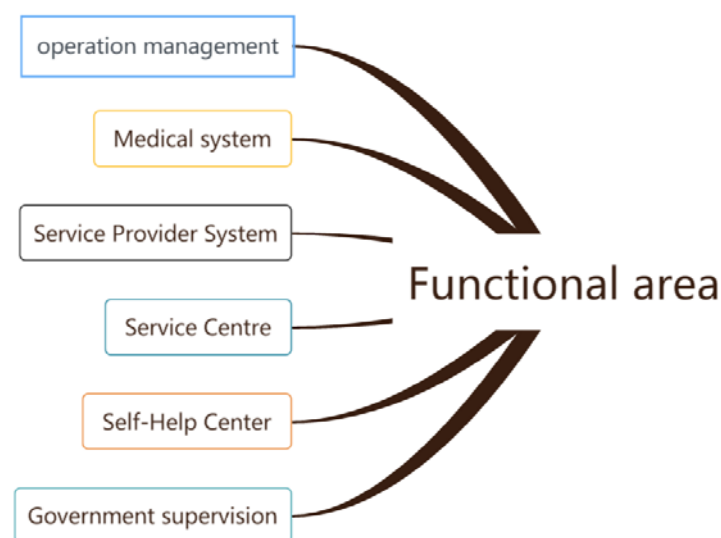 operation management
Medical system
Service Provider System
Functional area
Service Centre
Self-Help Center
Government supervision